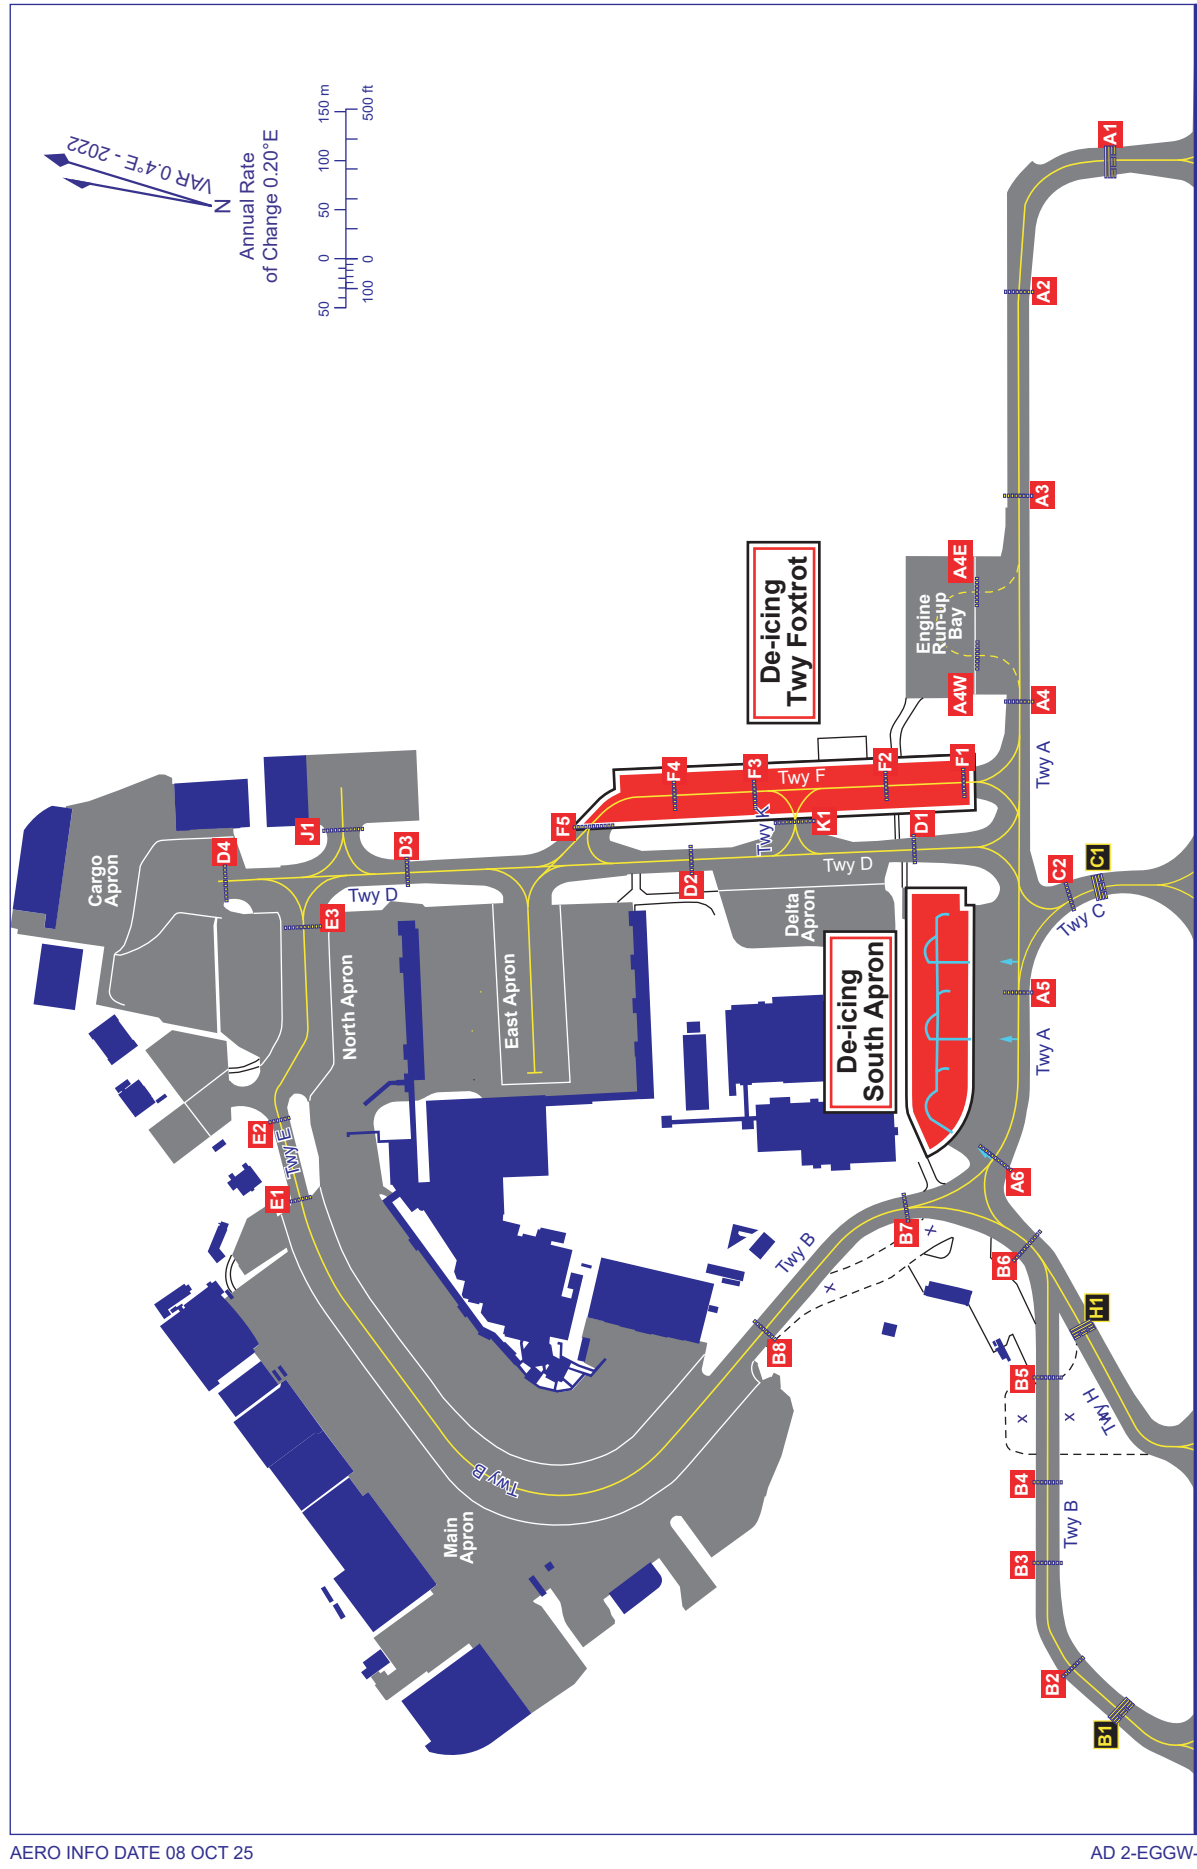 VAR 0.4°E - 2022
N
Annual Rate
of Change 0.20°E
50 0 50 100 150 m
100 0 500 ft
A1
A2
A3
A4E
Engine
Run-up
Bay
A4W
A4
Twy A
De-icing
Twy Foxtrot
F4
F3
Twy F
F2
F1
F5
Twy K
K1
D1
Twy D
D2
Delta
Apron
C2
C1
Twy C
A5
Twy A
De-icing
South Apron
Cargo
Apron
D4
J1
D3
Twy D
E3
North Apron
East Apron
E2
Twy E
E1
A6
B7
x
B6
Twy B
x
B8
H1
Twy H
B5
x
x
x
B4
Twy B
B3
B2
B1
Twy B
Main
Apron
AERO INFO DATE 08 OCT 25
AD 2-EGGW-